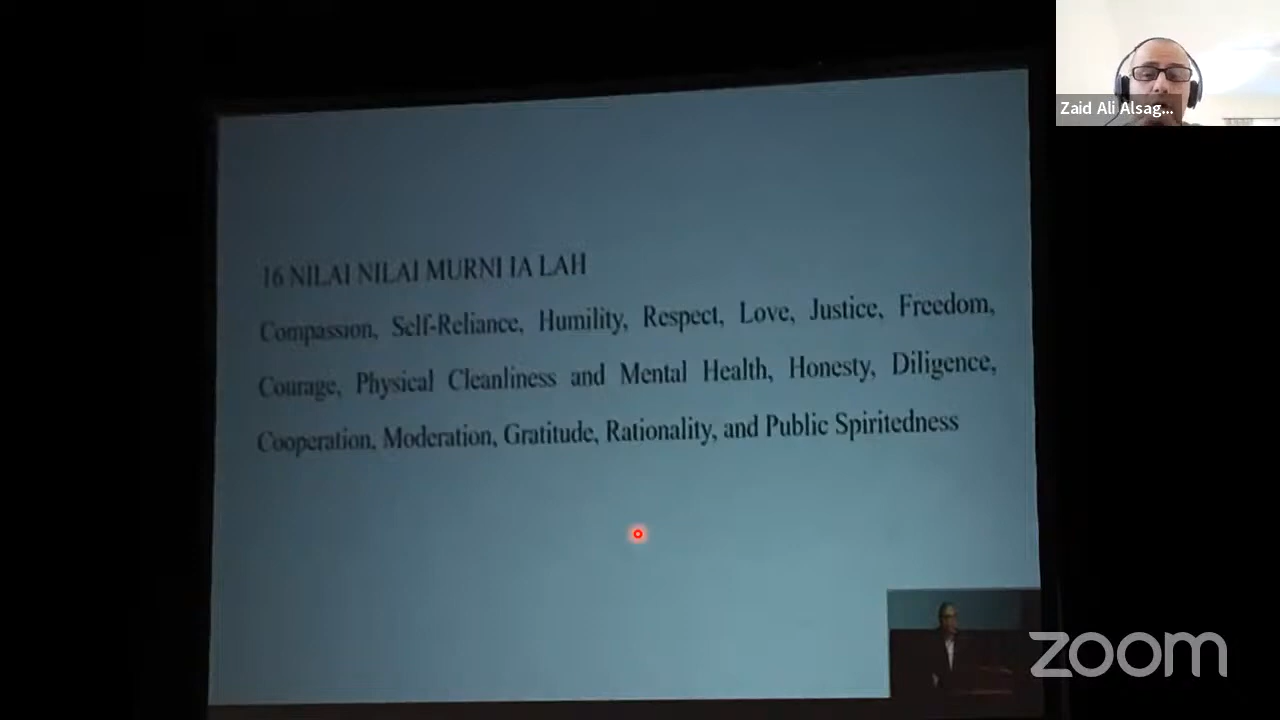 Zaid Ali Alsag...
16 NILAI NILAI MURNI IA LAH
Compassion, Self-Reliance, Humility, Respect, Love, Justice, Freedom,
Courage, Physical Cleanliness and Mental Health, Honesty, Diligence,
Cooperation, Moderation, Gratitude, Rationality, and Public Spiritedness
zoom